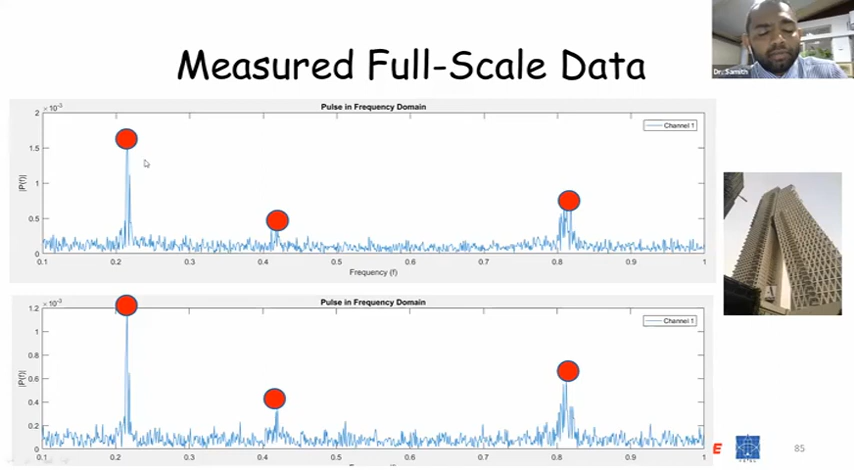 Measured Full-Scale Data
Dr. Samith
Pulse in Frequency Domain
×10⁻³
Channel 1
2
1.5
1
0.5
0
|P(f)|
0.1 0.2 0.3 0.4 0.5 0.6 0.7 0.8 0.9 1
Frequency (f)
Pulse in Frequency Domain
×10⁻³
Channel 1
1.2
1
0.8
0.6
0.4
0.2
0
|P(f)|
0.1 0.2 0.3 0.4 0.5 0.6 0.7 0.8 0.9 1
E
85